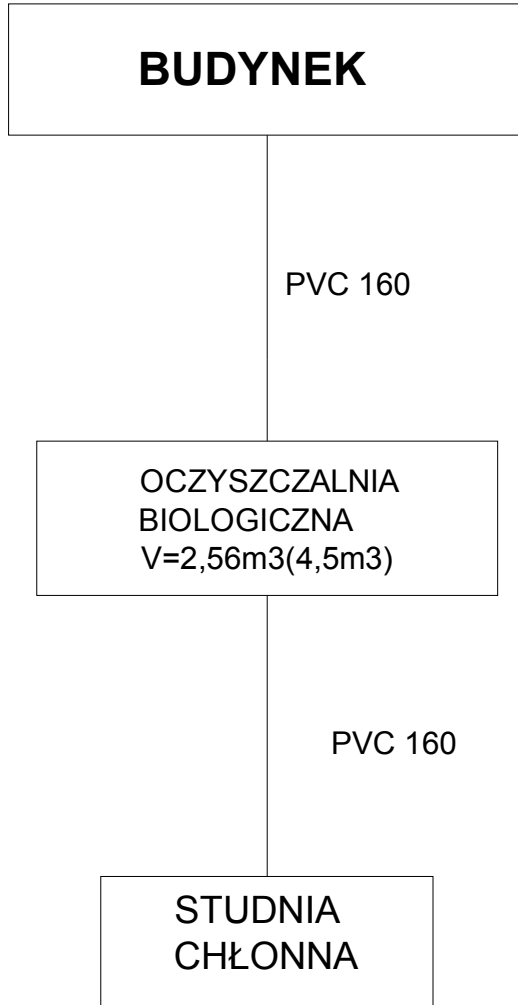 BUDYNEK
PVC 160
OCZYSZCZALNIA
BIOLOGICZNA
V=2,56m3(4,5m3)
PVC 160
STUDNIA
CHŁONNA